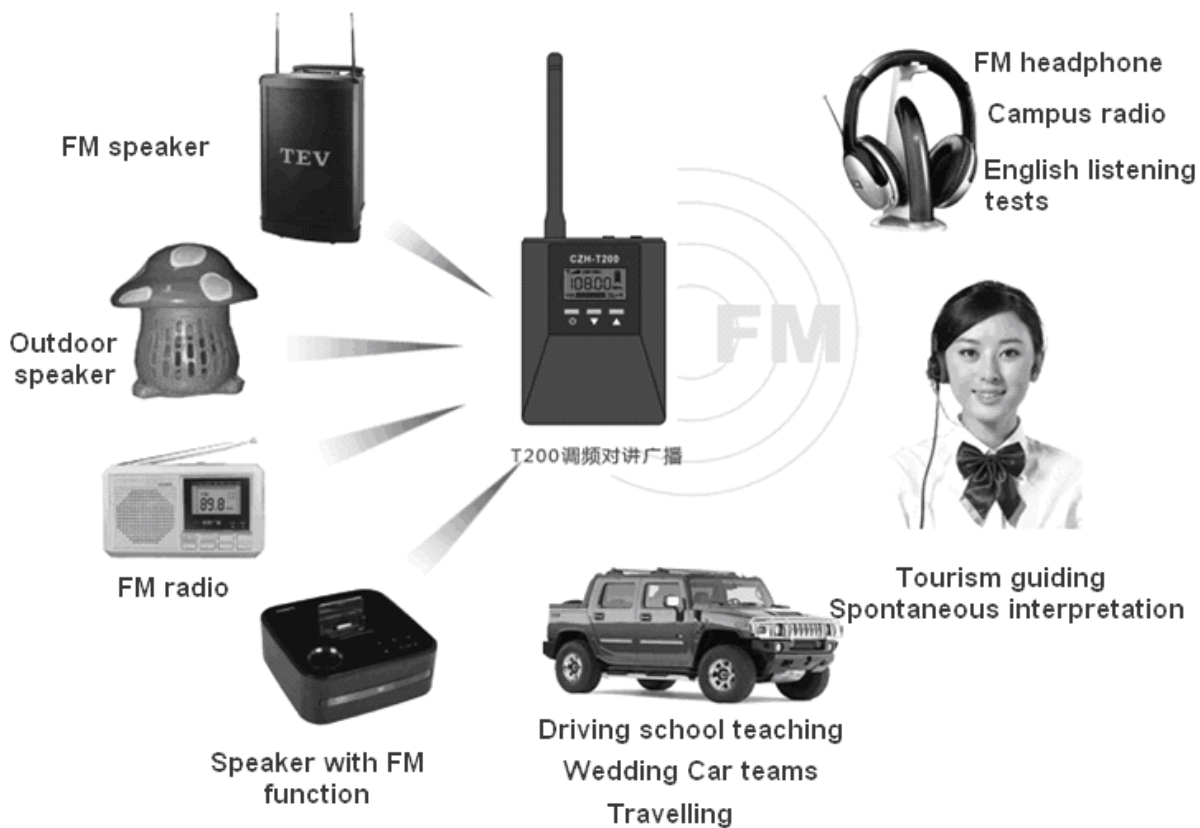 FM speaker
TEV
Outdoor
speaker
89.8
FM radio
Speaker with FM
function
CZH-T200
108.00
FM
T200调频对讲广播
FM headphone
Campus radio
English listening
tests
Tourism guiding
Spontaneous interpretation
Driving school teaching
Wedding Car teams
Travelling